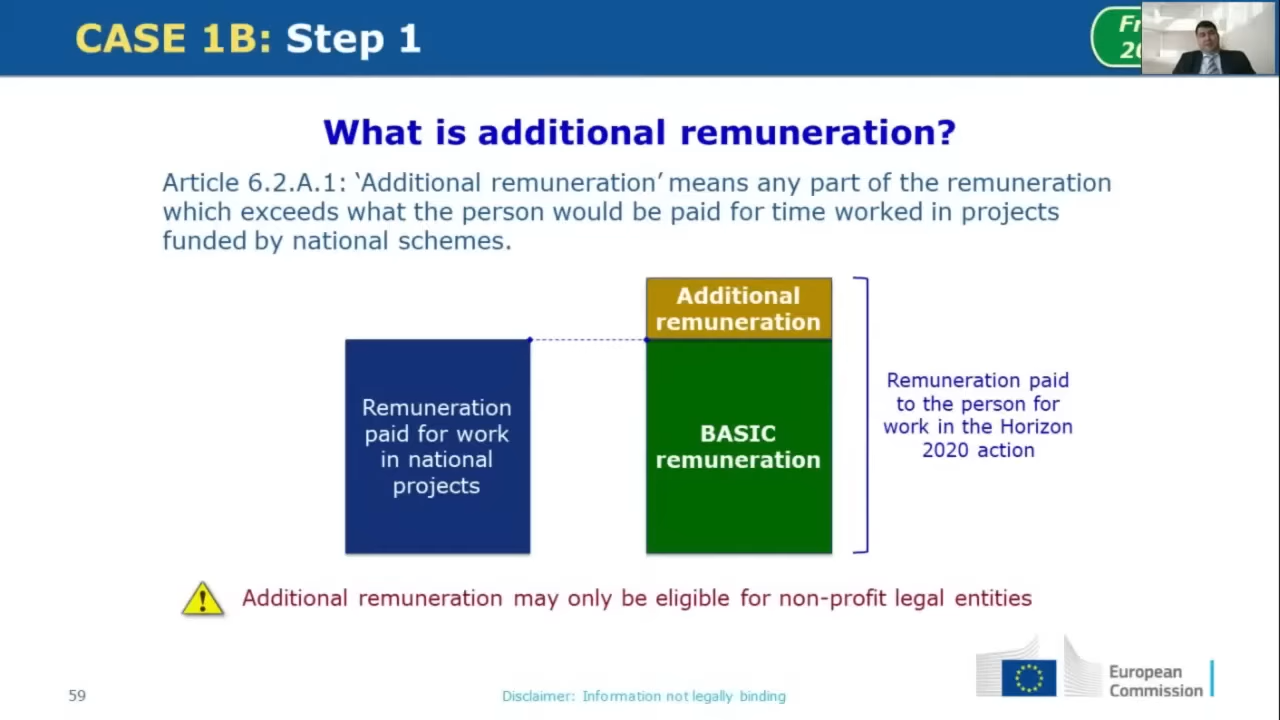 CASE 1B: Step 1
What is additional remuneration?
Article 6.2.A.1: ‘Additional remuneration’ means any part of the remuneration
which exceeds what the person would be paid for time worked in projects
funded by national schemes.
Additional
remuneration
Remuneration
paid for work
in national
projects
BASIC
remuneration
Remuneration paid
to the person for
work in the Horizon
2020 action
Additional remuneration may only be eligible for non-profit legal entities
59
Disclaimer: Information not legally binding
European
Commission